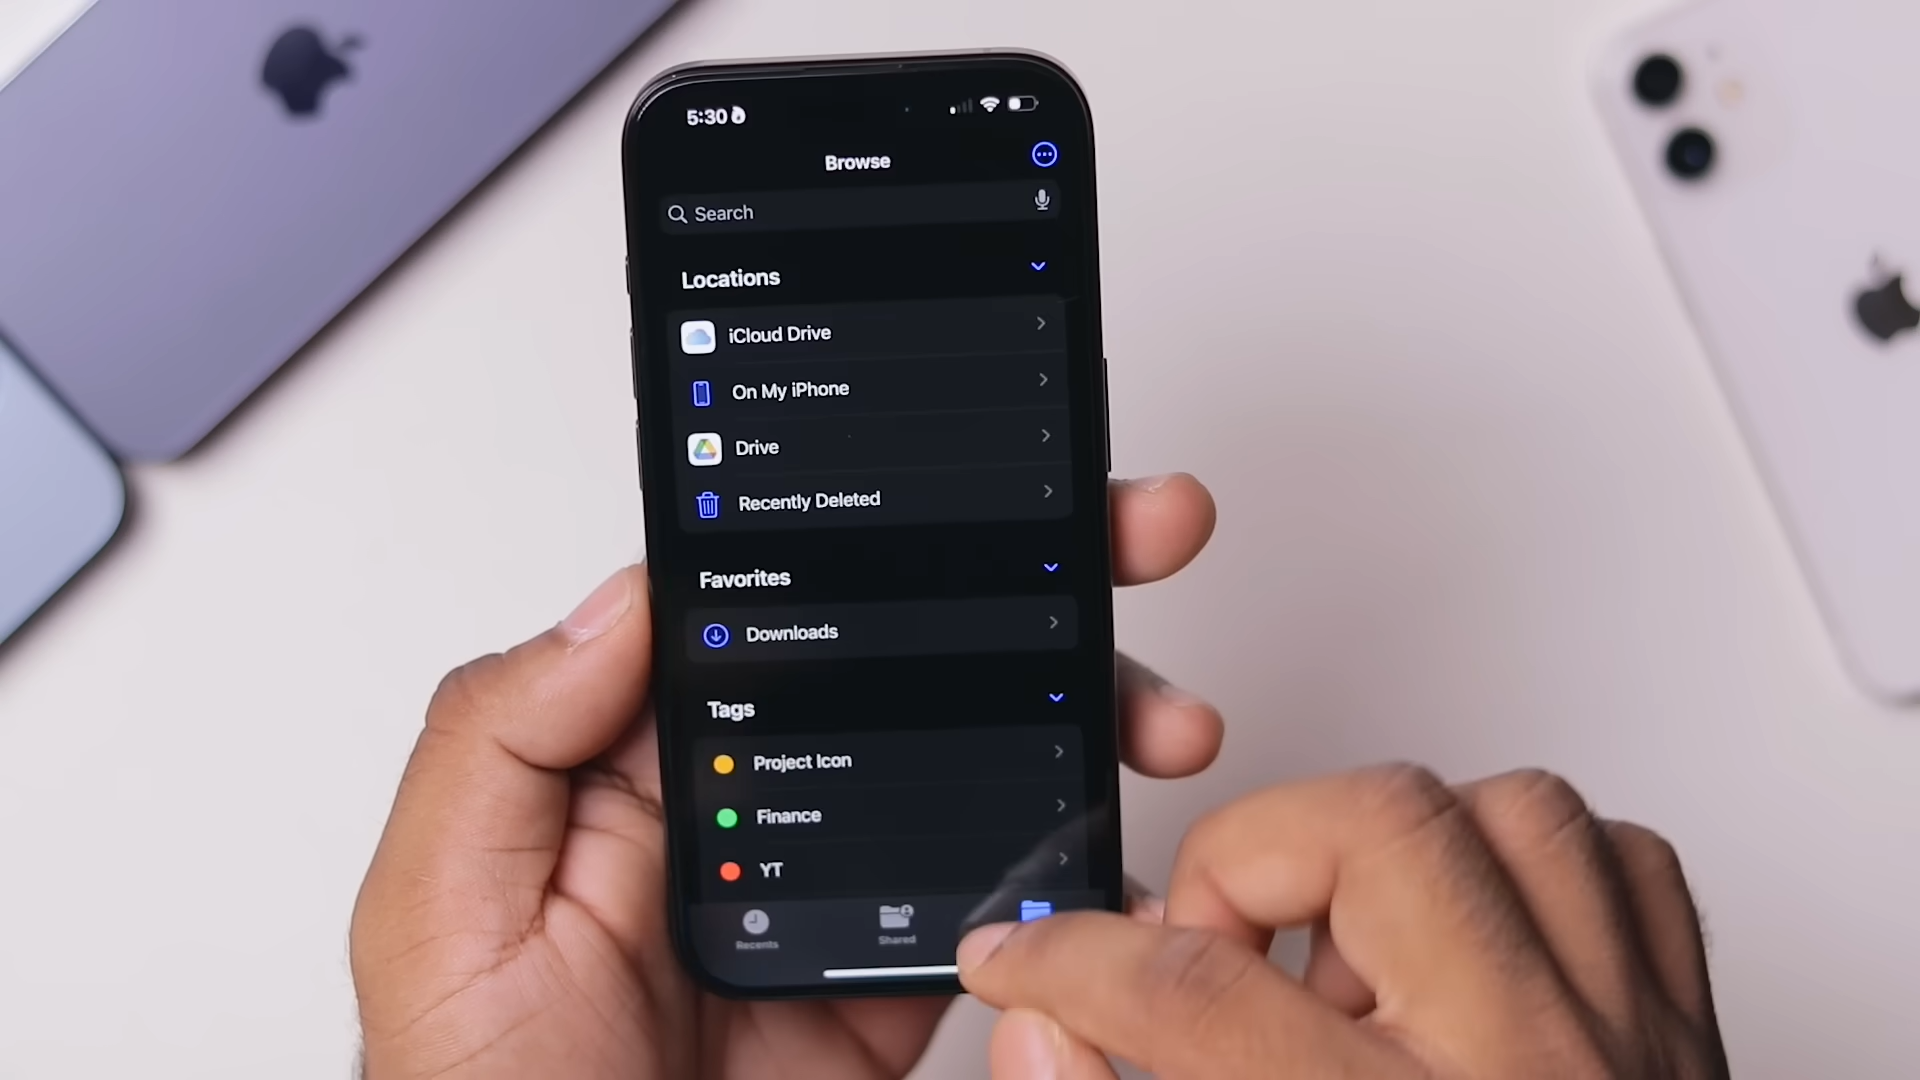 5:30
Browse
Search
Locations
iCloud Drive
On My iPhone
Drive
Recently Deleted
Favorites
Downloads
Tags
Project Icon
Finance
YT
Recents
Shared